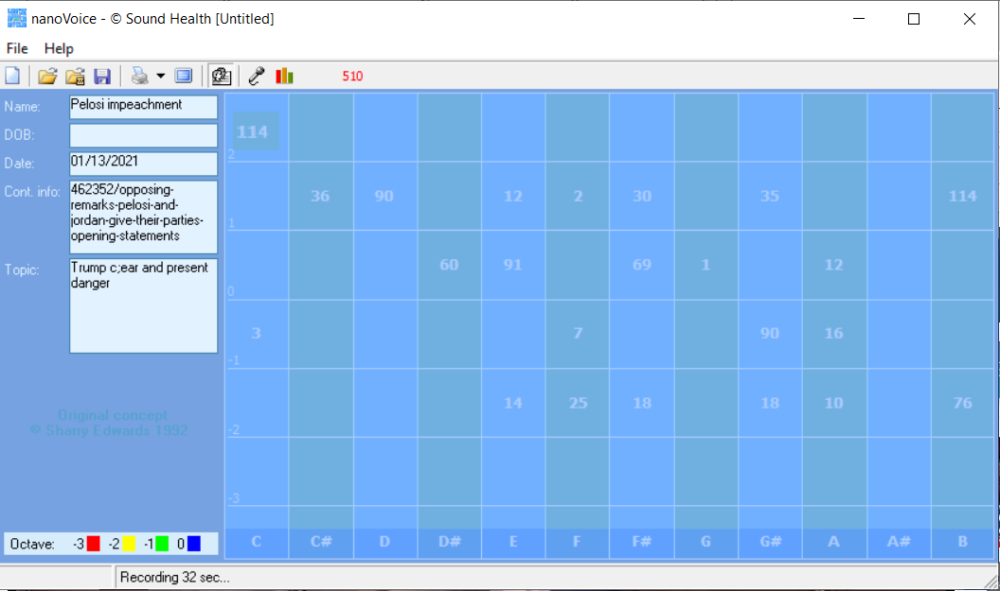 nanoVoice - © Sound Health [Untitled]
File Help
510
Name: Pelosi impeachment
DOB:
Date: 01/13/2021
Cont. info: 462352/opposing-
remarks-pelosi-and-
jordan-give-their-parties-
opening-statements
Topic: Trump c;ear and present
danger
Original concept
© Sharry Edwards 1992
Octave: -3 -2 -1 0
114
2
36 90 12 2 30 35 114
1
60 91 69 1 12
0
3 7 90 16
-1
14 25 18 18 10 76
-2
-3
C C# D D# E F F# G G# A A# B
Recording 32 sec...